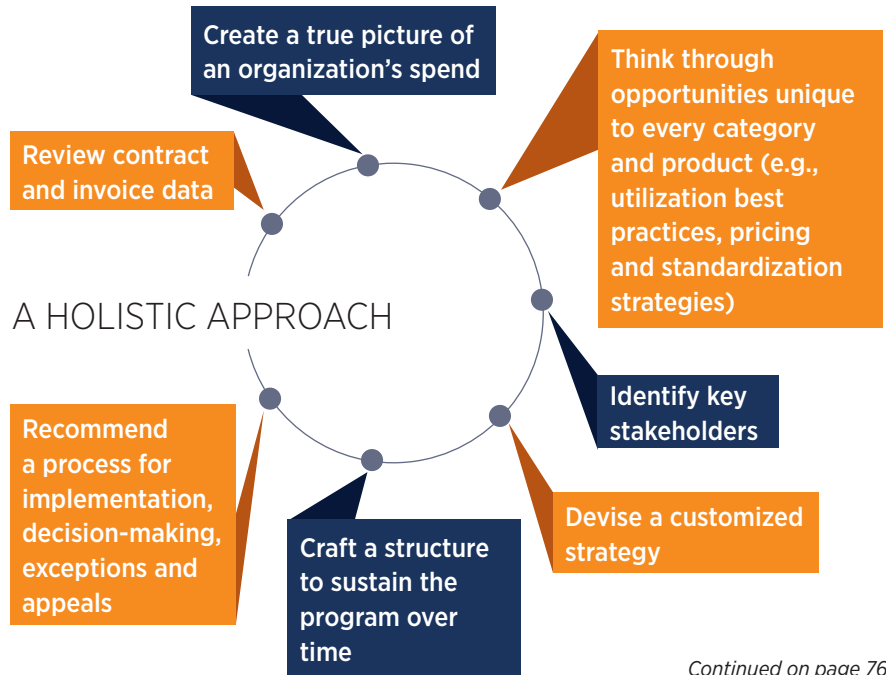 Create a true picture of
an organization's spend
Think through
opportunities unique
to every category
and product (e.g.,
utilization best
practices, pricing
and standardization
strategies)
Review contract
and invoice data
A HOLISTIC APPROACH
Identify key
stakeholders
Recommend
a process for
implementation,
decision-making,
exceptions and
appeals
Devise a customized
strategy
Craft a structure
to sustain the
program over
time
Continued on page 76